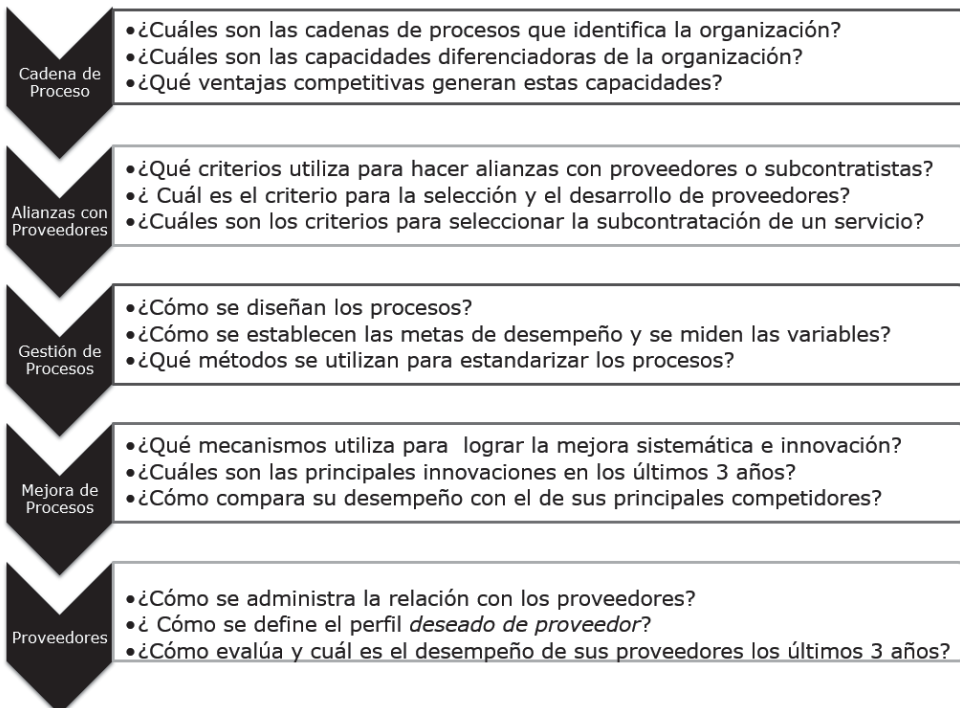 Cadena de
Proceso
•¿Cuáles son las cadenas de procesos que identifica la organización?
•¿Cuáles son las capacidades diferenciadoras de la organización?
•¿Qué ventajas competitivas generan estas capacidades?
Alianzas con
Proveedores
•¿Qué criterios utiliza para hacer alianzas con proveedores o subcontratistas?
•¿ Cuál es el criterio para la selección y el desarrollo de proveedores?
•¿Cuáles son los criterios para seleccionar la subcontratación de un servicio?
Gestión de
Procesos
•¿Cómo se diseñan los procesos?
•¿Cómo se establecen las metas de desempeño y se miden las variables?
•¿Qué métodos se utilizan para estandarizar los procesos?
Mejora de
Procesos
•¿Qué mecanismos utiliza para  lograr la mejora sistemática e innovación?
•¿Cuáles son las principales innovaciones en los últimos 3 años?
•¿Cómo compara su desempeño con el de sus principales competidores?
Proveedores
•¿Cómo se administra la relación con los proveedores?
•¿ Cómo se define el perfil deseado de proveedor?
•¿Cómo evalúa y cuál es el desempeño de sus proveedores los últimos 3 años?